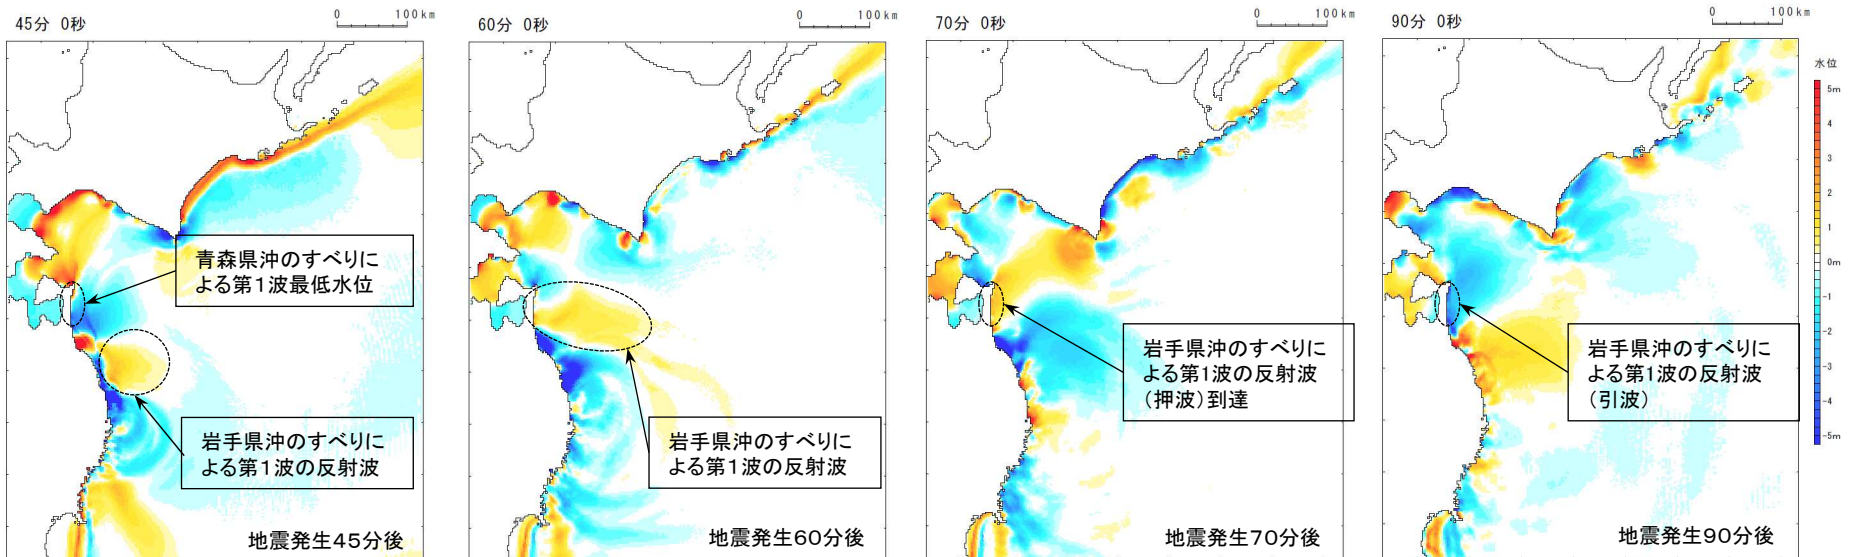 45分 0秒
0 100km
青森県沖のすべりに
よる第1波最低水位
岩手県沖のすべりに
よる第1波の反射波
地震発生45分後
60分 0秒
0 100km
岩手県沖のすべりに
よる第1波の反射波
地震発生60分後
70分 0秒
0 100km
岩手県沖のすべりに
よる第1波の反射波
(押波)到達
地震発生70分後
90分 0秒
0 100km
岩手県沖のすべりに
よる第1波の反射波
(引波)
地震発生90分後
水位
5m
4
3
2
1
0m
-1
-2
-3
-4
-5m